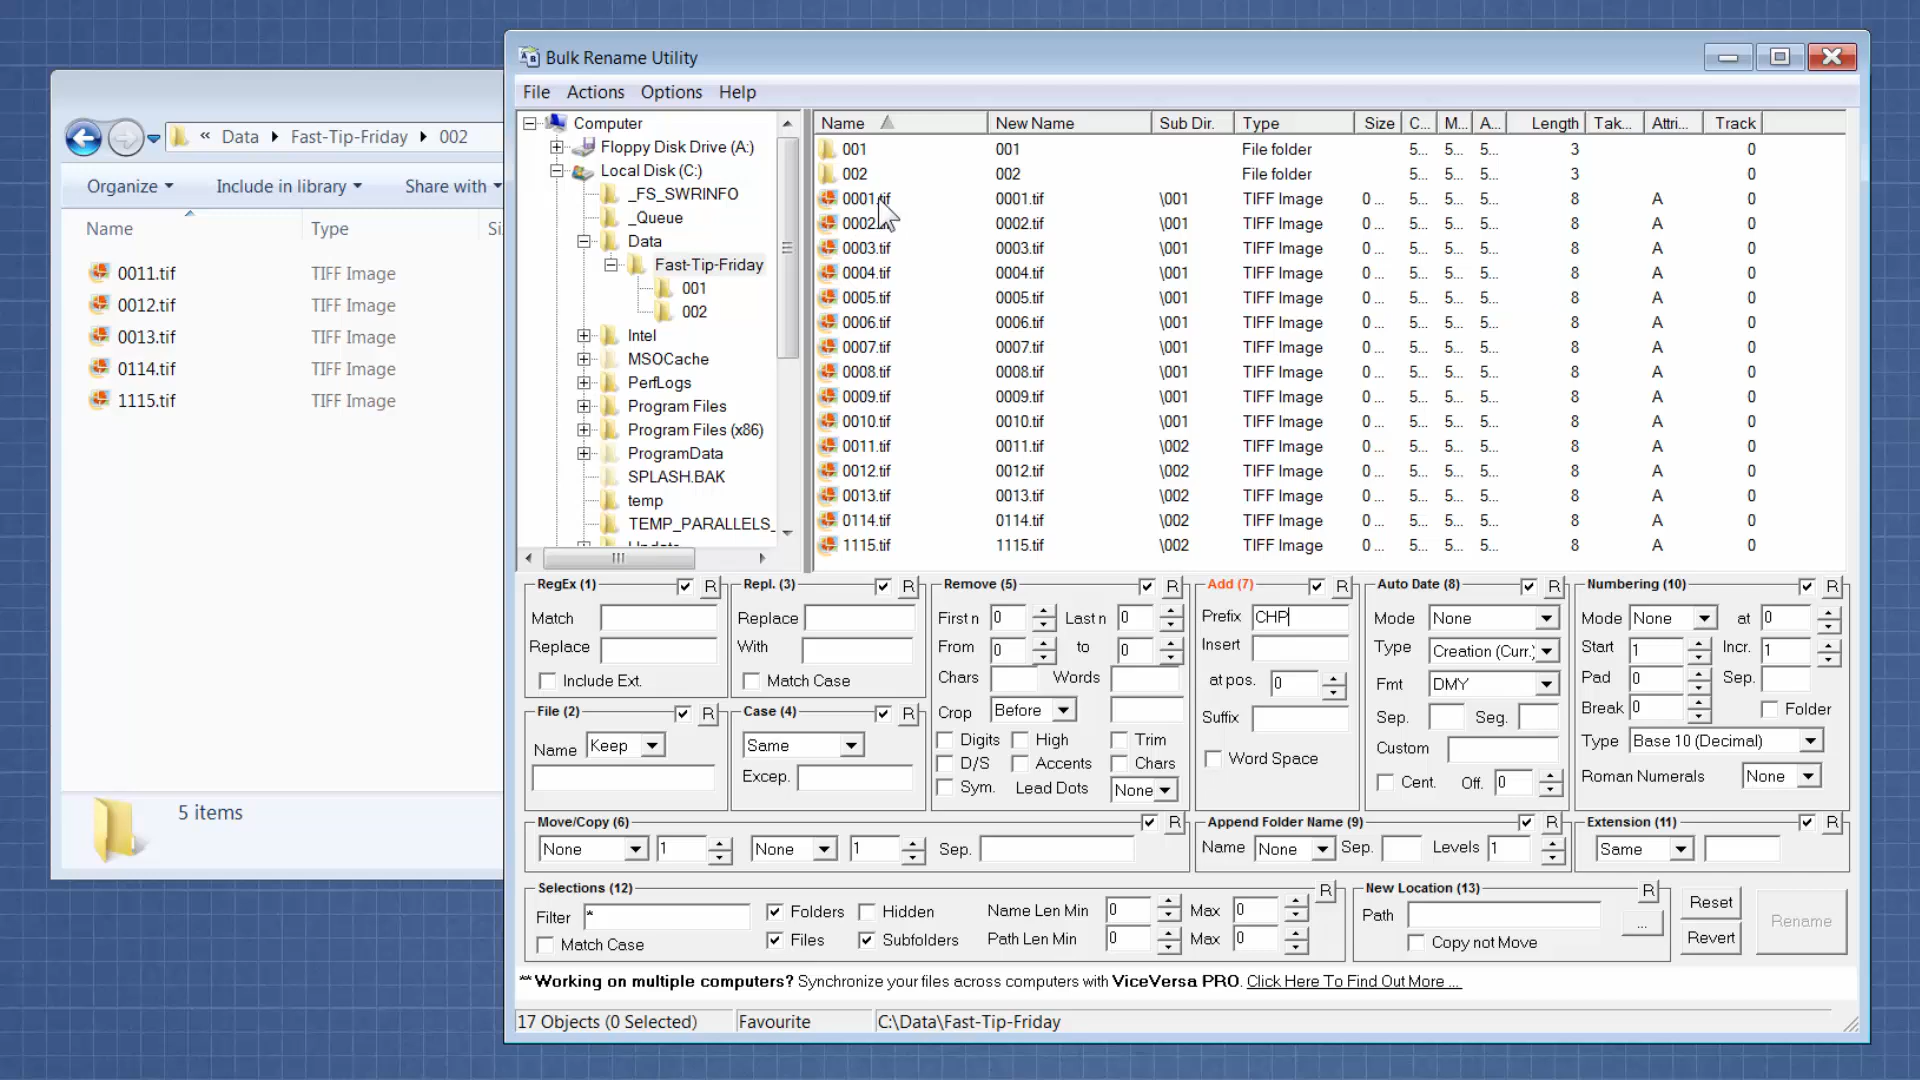 « Data ▸ Fast-Tip-Friday ▸ 002
Organize Include in library Share with
Name Type Si
0011.tif TIFF Image
0012.tif TIFF Image
0013.tif TIFF Image
0114.tif TIFF Image
1115.tif TIFF Image
5 items
Bulk Rename Utility
File Actions Options Help
Computer
Floppy Disk Drive (A:)
Local Disk (C:)
_FS_SWRINFO
_Queue
Data
Fast-Tip-Friday
001
002
Intel
MSOCache
PerfLogs
Program Files
Program Files (x86)
ProgramData
SPLASH.BAK
temp
TEMP_PARALLELS_
Name New Name Sub Dir. Type Size C... M... A... Length Tak... Attri... Track
001 001 File folder 5... 5... 5... 3 0
002 002 File folder 5... 5... 5... 3 0
0001.tif 0001.tif \001 TIFF Image 0 ... 5... 5... 5... 8 A 0
0002.tif 0002.tif \001 TIFF Image 0 ... 5... 5... 5... 8 A 0
0003.tif 0003.tif \001 TIFF Image 0 ... 5... 5... 5... 8 A 0
0004.tif 0004.tif \001 TIFF Image 0 ... 5... 5... 5... 8 A 0
0005.tif 0005.tif \001 TIFF Image 0 ... 5... 5... 5... 8 A 0
0006.tif 0006.tif \001 TIFF Image 0 ... 5... 5... 5... 8 A 0
0007.tif 0007.tif \001 TIFF Image 0 ... 5... 5... 5... 8 A 0
0008.tif 0008.tif \001 TIFF Image 0 ... 5... 5... 5... 8 A 0
0009.tif 0009.tif \001 TIFF Image 0 ... 5... 5... 5... 8 A 0
0010.tif 0010.tif \001 TIFF Image 0 ... 5... 5... 5... 8 A 0
0011.tif 0011.tif \002 TIFF Image 0 ... 5... 5... 5... 8 A 0
0012.tif 0012.tif \002 TIFF Image 0 ... 5... 5... 5... 8 A 0
0013.tif 0013.tif \002 TIFF Image 0 ... 5... 5... 5... 8 A 0
0114.tif 0114.tif \002 TIFF Image 0 ... 5... 5... 5... 8 A 0
1115.tif 1115.tif \002 TIFF Image 0 ... 5... 5... 5... 8 A 0
RegEx (1) R
Match
Replace
Include Ext.
File (2) R
Name Keep
Repl. (3) R
Replace
With
Match Case
Case (4) R
Same
Excep.
Remove (5) R
First n 0 Last n 0
From 0 to 0
Chars Words
Crop Before
Digits High Trim
D/S Accents Chars
Sym. Lead Dots None
Add (7) R
Prefix CHP
Insert
at pos. 0
Suffix
Word Space
Auto Date (8) R
Mode None
Type Creation (Curr.)
Fmt DMY
Sep. Seg.
Custom
Cent. Off. 0
Numbering (10) R
Mode None at 0
Start 1 Incr. 1
Pad 0 Sep.
Break 0 Folder
Type Base 10 (Decimal)
Roman Numerals None
Move/Copy (6) R
None 1 None 1 Sep.
Append Folder Name (9) R
Name None Sep. Levels 1
Extension (11) R
Same
Selections (12) R
Filter * Folders Hidden Name Len Min 0 Max 0
Match Case Files Subfolders Path Len Min 0 Max 0
New Location (13) R
Path ...
Copy not Move
Reset
Revert
Rename
** Working on multiple computers? Synchronize your files across computers with ViceVersa PRO. Click Here To Find Out More ...
17 Objects (0 Selected) Favourite C:\Data\Fast-Tip-Friday